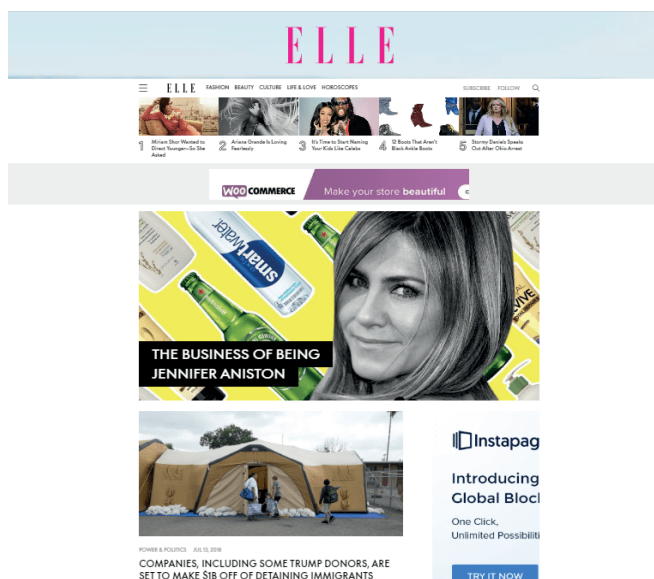 ELLE
ELLE FASHION BEAUTY CULTURE LIFE & LOVE HOROSCOPES SUBSCRIBE FOLLOW
1 Miriam Shor Wanted to
Direct Younger—So She
Asked
2 Ariana Grande Is Loving
Fearlessly
3 It's Time to Start Naming
Your Kids Like Celebs
4 12 Boots That Aren't
Black Ankle Boots
5 Stormy Daniels Speaks
Out After Ohio Arrest
WOO COMMERCE Make your store beautiful
smartwater
smartwater
THE BUSINESS OF BEING
JENNIFER ANISTON
POWER & POLITICS JUL 13, 2018
COMPANIES, INCLUDING SOME TRUMP DONORS, ARE
SET TO MAKE $1B OFF OF DETAINING IMMIGRANTS
Instapag
Introducing
Global Bloc
One Click,
Unlimited Possibiliti
TRY IT NOW